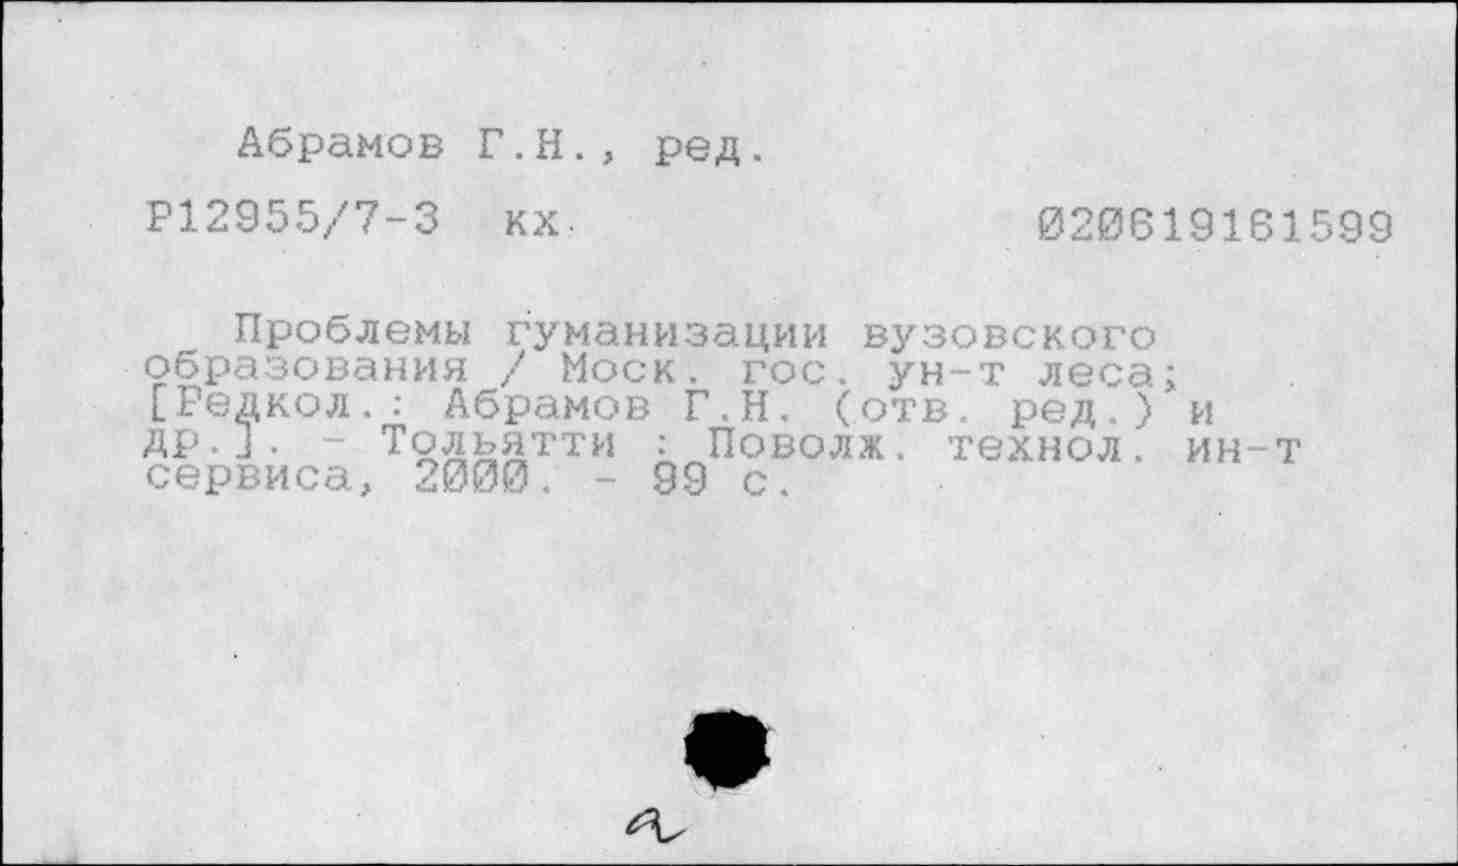 Абрамов Г.Н., ред.
Р12955/7-3 кх.
020619161599
Проблемы гуманизации вузовского
образования / Моск. гос. ун-т леса;
[Редкол.: Абрамов Г.Н. (отв. ред.) и
др.]. - Тольятти : Поволж. технол. ин-т
сервиса, 2000. - 99 с.